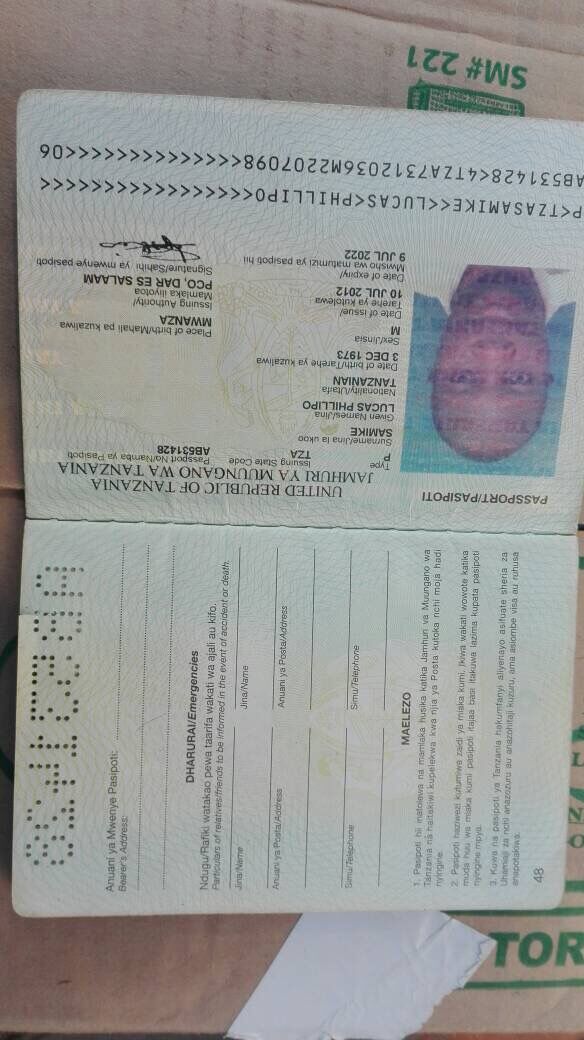 SM# 221
PASSPORT/PASIPOTI
UNITED REPUBLIC OF TANZANIA
JAMHURI YA MUUNGANO WA TANZANIA
Type Issuing State Code Passport No/Namba ya Pasipoti
P TZA AB531428
Surname/Jina la ukoo
SAMIKE
Given Names/Jina
LUCAS PHILLIPO
Nationality/Utaifa
TANZANIAN
Date of birth/Tarehe ya kuzaliwa
3 DEC 1973
Sex/Jinsia Place of birth/Mahali pa kuzaliwa
M MWANZA
Date of issue/
Tarehe ya kutolewa
10 JUL 2012
Issuing Authority/
Mamlaka iliyotoa
PCO, DAR ES SALAAM
Date of expiry/
Mwisho wa matumizi ya pasipoti hii
9 JUL 2022
Signature/Sahihi ya mwenye pasipoti
P<TZASAMIKE<<LUCAS<PHILLIPO<<<<<<<<<<<<<<<<<
AB531428<4TZA7312036M2207098<<<<<<<<<<<<<<06
AB531428
Anuani ya Mwenye Pasipoti:
Bearer's Address:
DHARURA/Emergencies
Ndugu/Rafiki watakao pewa taarifa wakati wa ajali au kifo.
Particulars of relatives/friends to be informed in the event of accident or death.
Jina/Name Jina/Name
Anuani ya Posta/Address Anuani ya Posta/Address
Simu/Telephone Simu/Telephone
MAELEZO
1. Pasipoti hii inatolewa na mamlaka husika katika Jamhuri ya Muungano wa
Tanzania na haitakiwi kupelekwa kwa njia ya Posta kutoka nchi moja hadi
nyingine.
2. Pasipoti haiwezi kutumiwa zaidi ya miaka kumi. Ikiwa wakati wowote katika
muda huu wa miaka kumi pasipoti itajaa basi itakuwa lazima kupata pasipoti
nyingine mpya.
3. Kuwa na pasipoti ya Tanzania hakumfanyi aliyenayo asifuate sheria za
Uhamiaji za nchi anazozuru au anazohitaji kuzuru, ama asiombe visa au ruhusa
anapotakiwa.
48
TOR